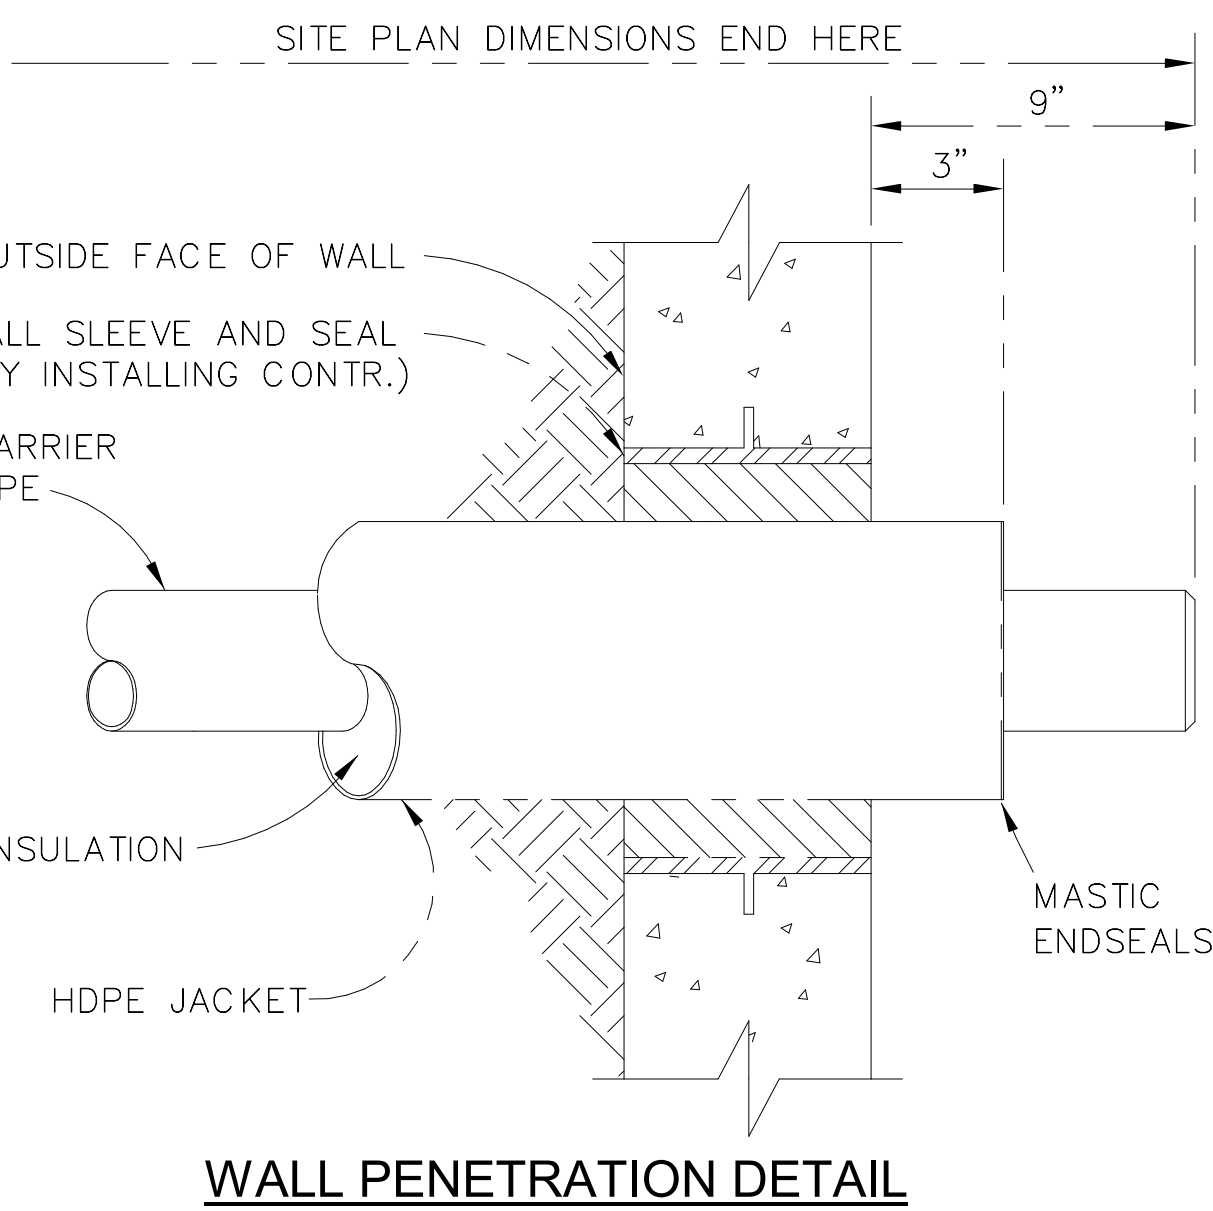 SITE PLAN DIMENSIONS END HERE
9”
3”
UTSIDE FACE OF WALL
ALL SLEEVE AND SEAL
Y INSTALLING CONTR.)
ARRIER
PE
NSULATION
HDPE JACKET
MASTIC
ENDSEALS
WALL PENETRATION DETAIL